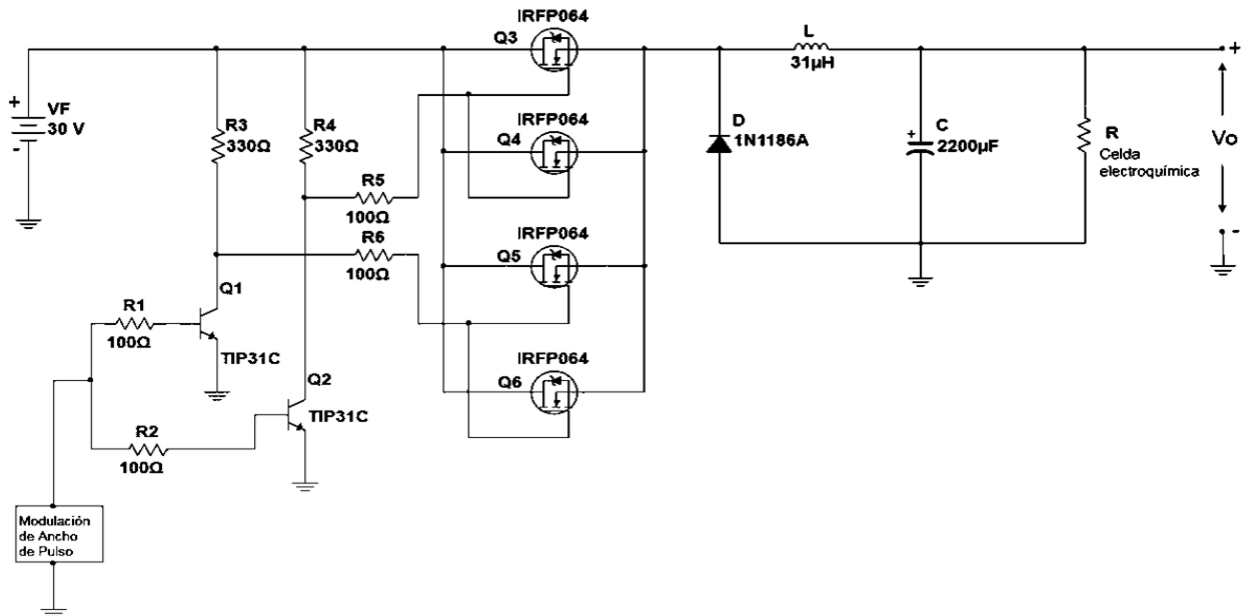 IRFP064
Q3
+
VF
30 V
-
R3
330Ω
R4
330Ω
IRFP064
Q4
R5
100Ω
R6
100Ω
IRFP064
Q5
IRFP064
Q6
L
31µH
D
1N1186A
+
C
2200µF
R
Celda
electroquímica
+
Vo
-
Q1
R1
100Ω
TIP31C
Q2
TIP31C
R2
100Ω
Modulación
de Ancho
de Pulso